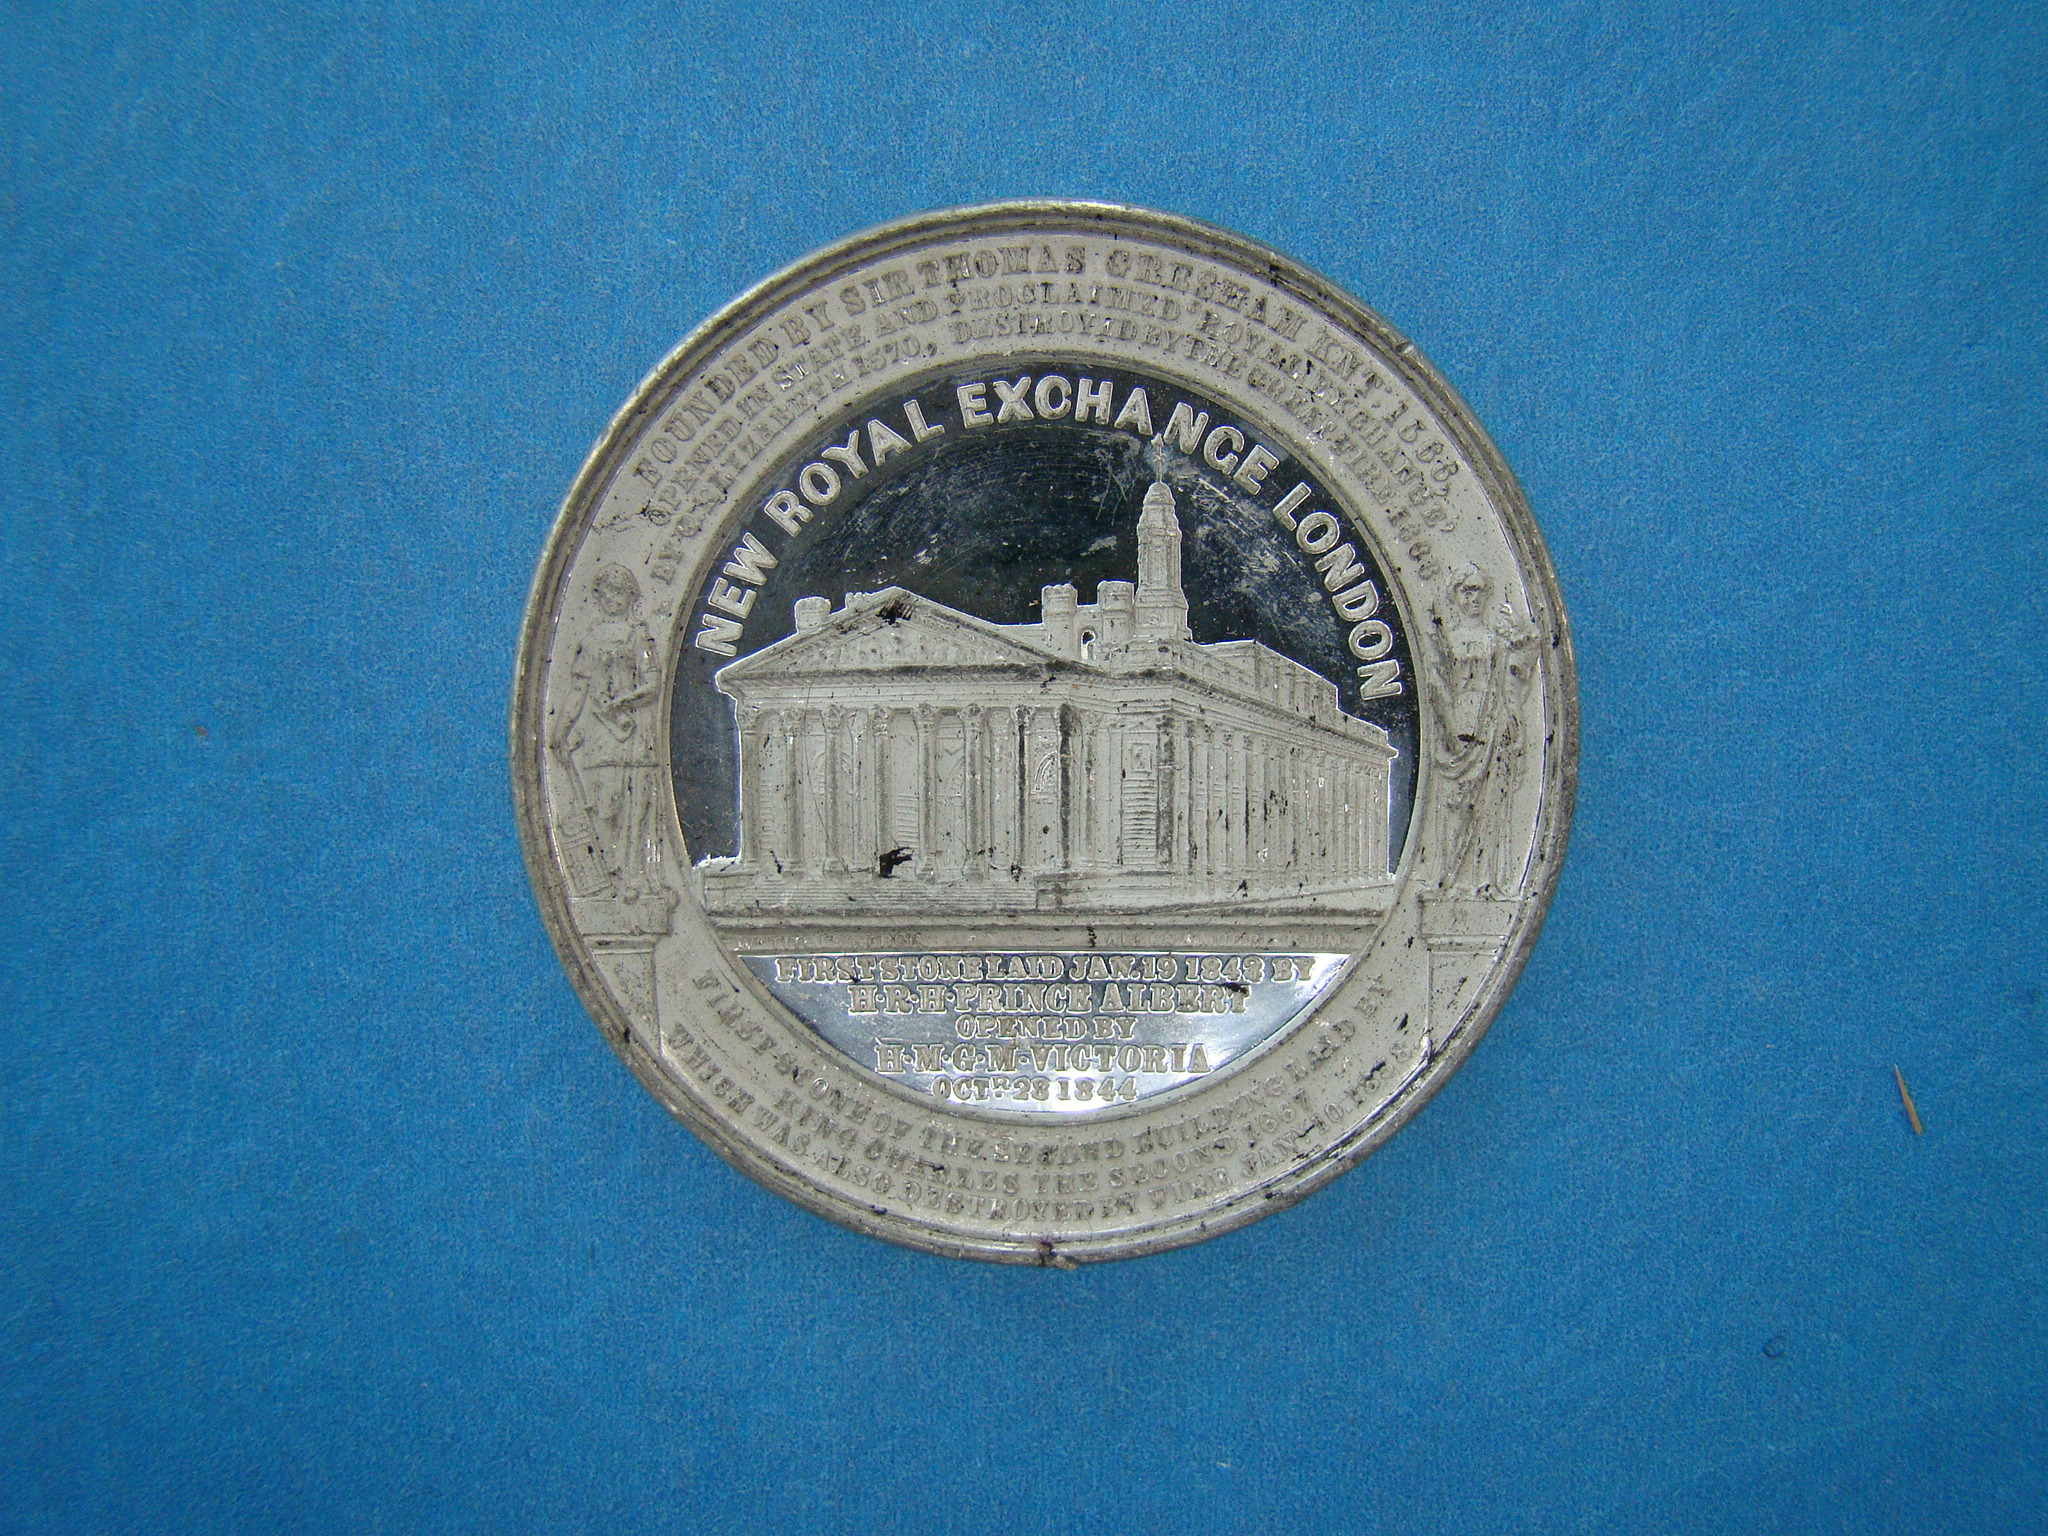 FOUNDED BY SIR THOMAS GRESHAM KNT. 1566,
OPENED IN STATE AND PROCLAIMED 'ROYAL EXCHANGE,'
BY Q. ELIZABETH 1570, DESTROYED BY THE GREAT FIRE 1666
NEW ROYAL EXCHANGE LONDON
FIRST STONE LAID JAN. 19 1842 BY
H·R·H·PRINCE ALBERT
OPENED BY
H·M·G·M·VICTORIA
OCTR. 28 1844
FIRST STONE OF THE SECOND BUILDING LAID BY
KING CHARLES THE SECOND 1667
WHICH WAS ALSO DESTROYED BY FIRE JAN. 10. 1838.